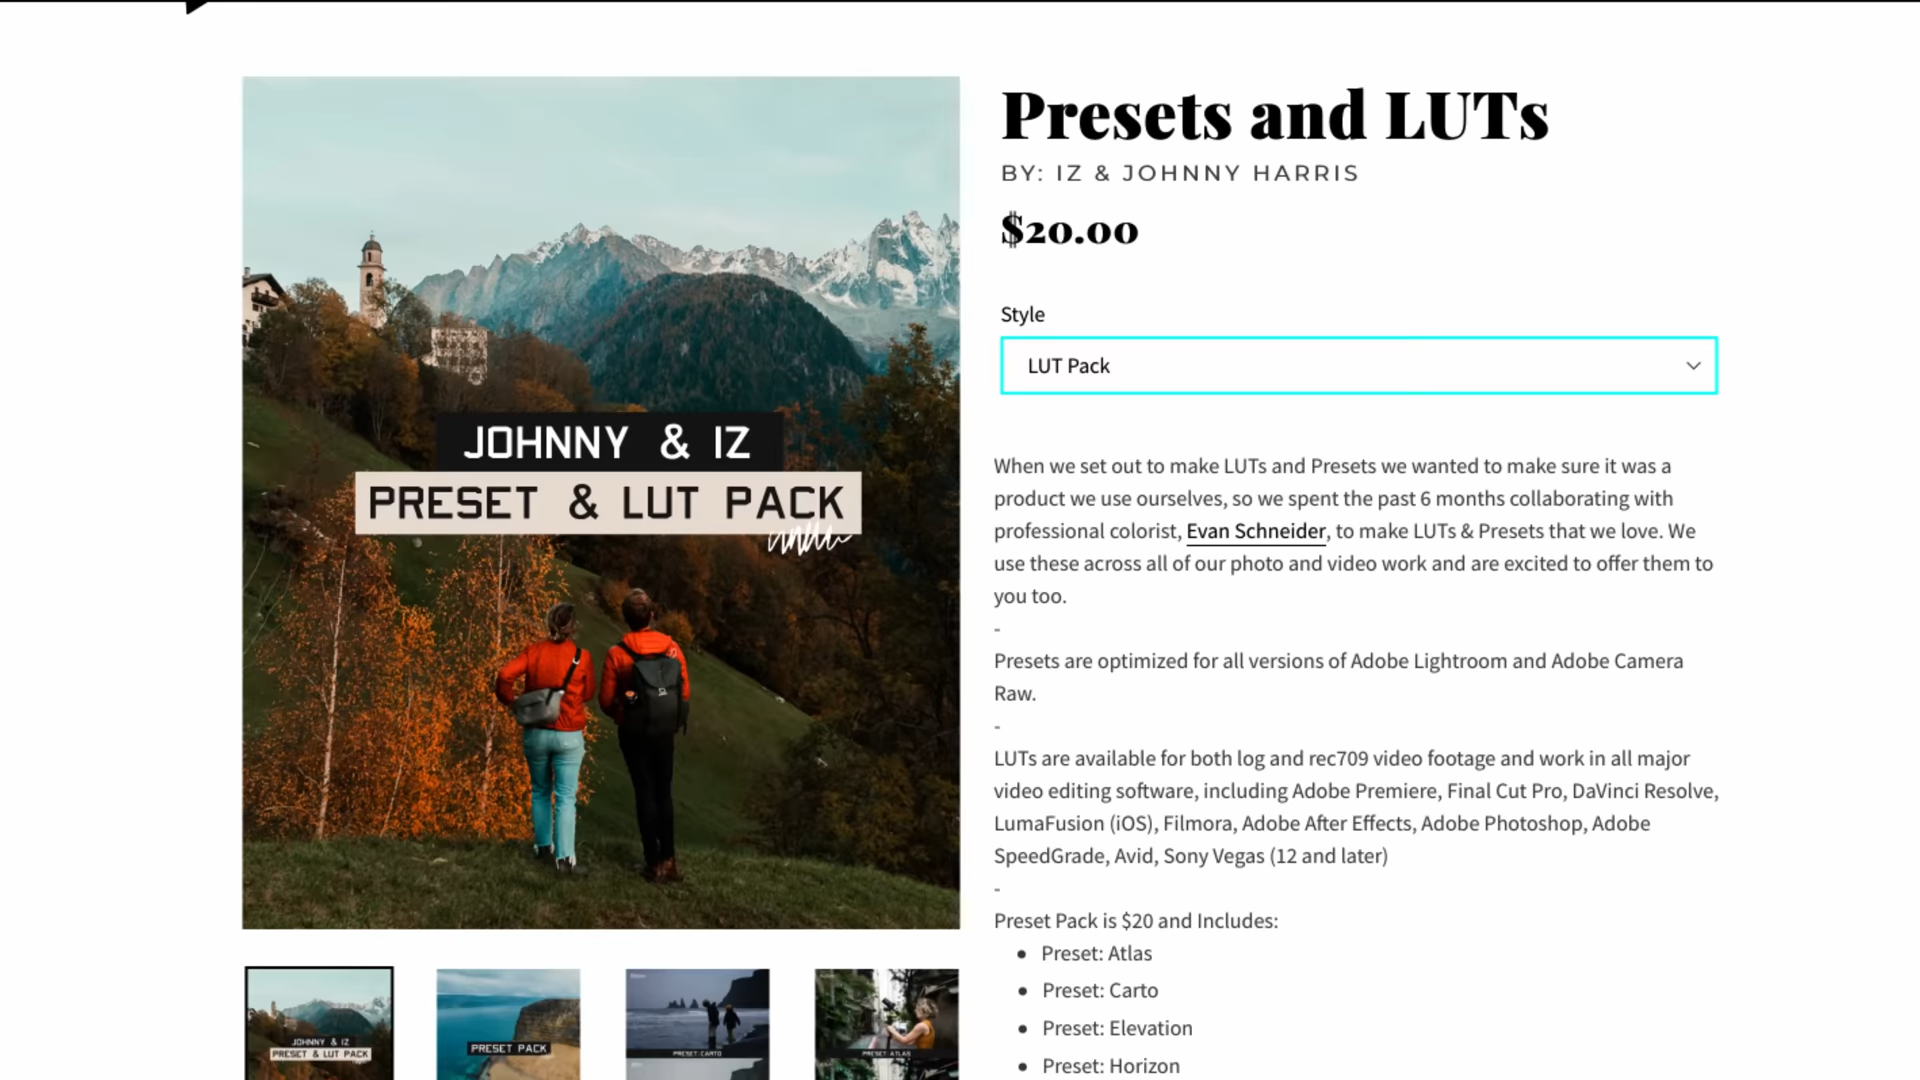 Presets and LUTs
BY: IZ & JOHNNY HARRIS
$20.00
Style
LUT Pack
JOHNNY & IZ
PRESET & LUT PACK
When we set out to make LUTs and Presets we wanted to make sure it was a
product we use ourselves, so we spent the past 6 months collaborating with
professional colorist, Evan Schneider, to make LUTs & Presets that we love. We
use these across all of our photo and video work and are excited to offer them to
you too.
-
Presets are optimized for all versions of Adobe Lightroom and Adobe Camera
Raw.
-
LUTs are available for both log and rec709 video footage and work in all major
video editing software, including Adobe Premiere, Final Cut Pro, DaVinci Resolve,
LumaFusion (iOS), Filmora, Adobe After Effects, Adobe Photoshop, Adobe
SpeedGrade, Avid, Sony Vegas (12 and later)
-
Preset Pack is $20 and Includes:
• Preset: Atlas
• Preset: Carto
• Preset: Elevation
• Preset: Horizon
JOHNNY & IZ
PRESET & LUT PACK
PRESET PACK
PRESET:CARTO
PRESET:ATLAS